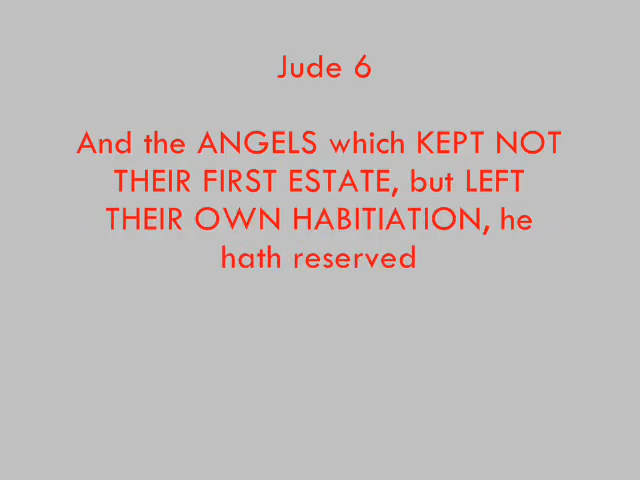 Jude 6
And the ANGELS which KEPT NOT
THEIR FIRST ESTATE, but LEFT
THEIR OWN HABITIATION, he
hath reserved